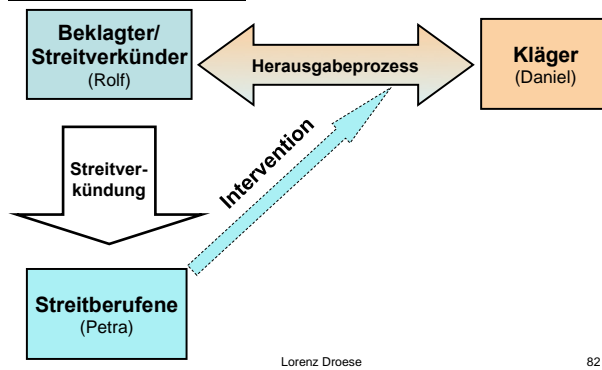 Beklagter/
Streitverkünder
(Rolf)
Herausgabeprozess
Kläger
(Daniel)
Streitver-
kündung
Intervention
Streitberufene
(Petra)
Lorenz Droese
82